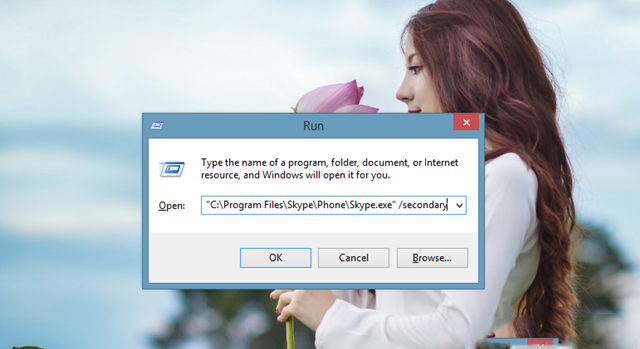 Run
Type the name of a program, folder, document, or Internet
resource, and Windows will open it for you.
Open: "C:\Program Files\Skype\Phone\Skype.exe" /secondary
OK Cancel Browse...